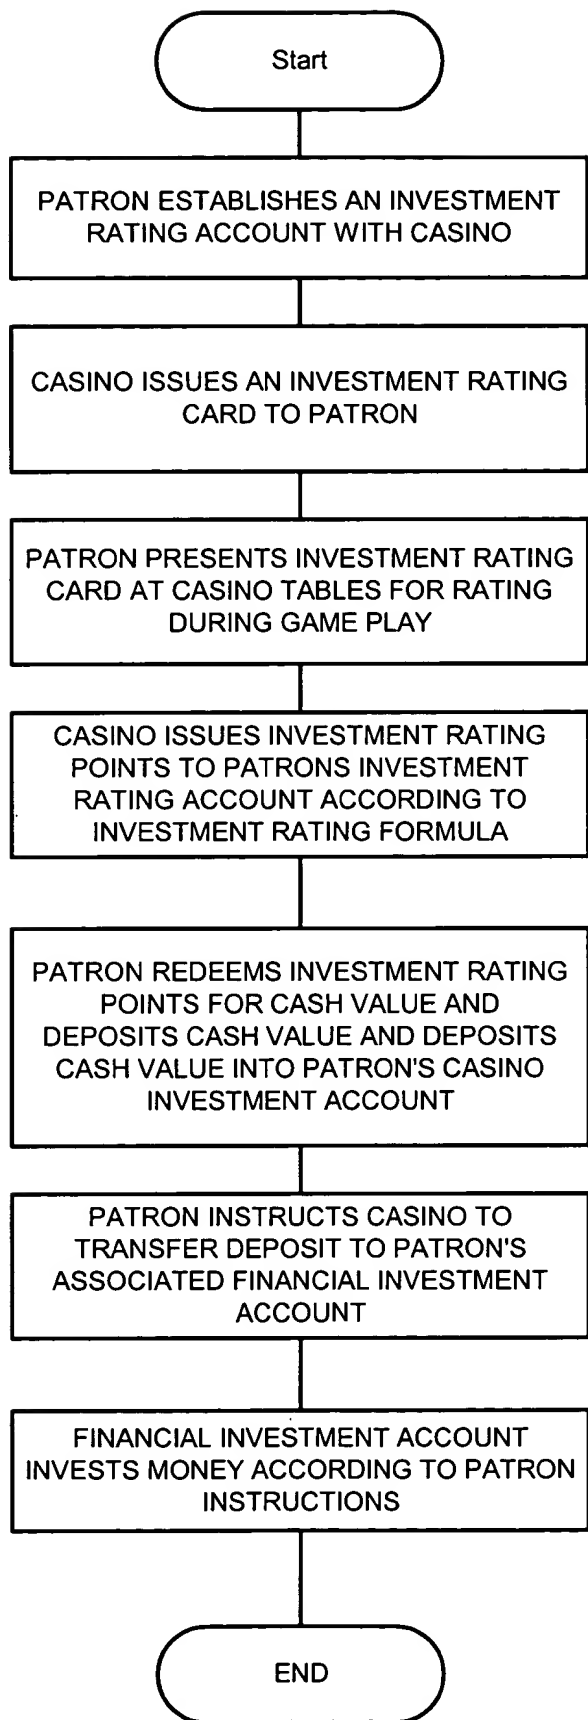 Start
PATRON ESTABLISHES AN INVESTMENT
RATING ACCOUNT WITH CASINO
CASINO ISSUES AN INVESTMENT RATING
CARD TO PATRON
PATRON PRESENTS INVESTMENT RATING
CARD AT CASINO TABLES FOR RATING
DURING GAME PLAY
CASINO ISSUES INVESTMENT RATING
POINTS TO PATRONS INVESTMENT
RATING ACCOUNT ACCORDING TO
INVESTMENT RATING FORMULA
PATRON REDEEMS INVESTMENT RATING
POINTS FOR CASH VALUE AND
DEPOSITS CASH VALUE AND DEPOSITS
CASH VALUE INTO PATRON'S CASINO
INVESTMENT ACCOUNT
PATRON INSTRUCTS CASINO TO
TRANSFER DEPOSIT TO PATRON'S
ASSOCIATED FINANCIAL INVESTMENT
ACCOUNT
FINANCIAL INVESTMENT ACCOUNT
INVESTS MONEY ACCORDING TO PATRON
INSTRUCTIONS
END